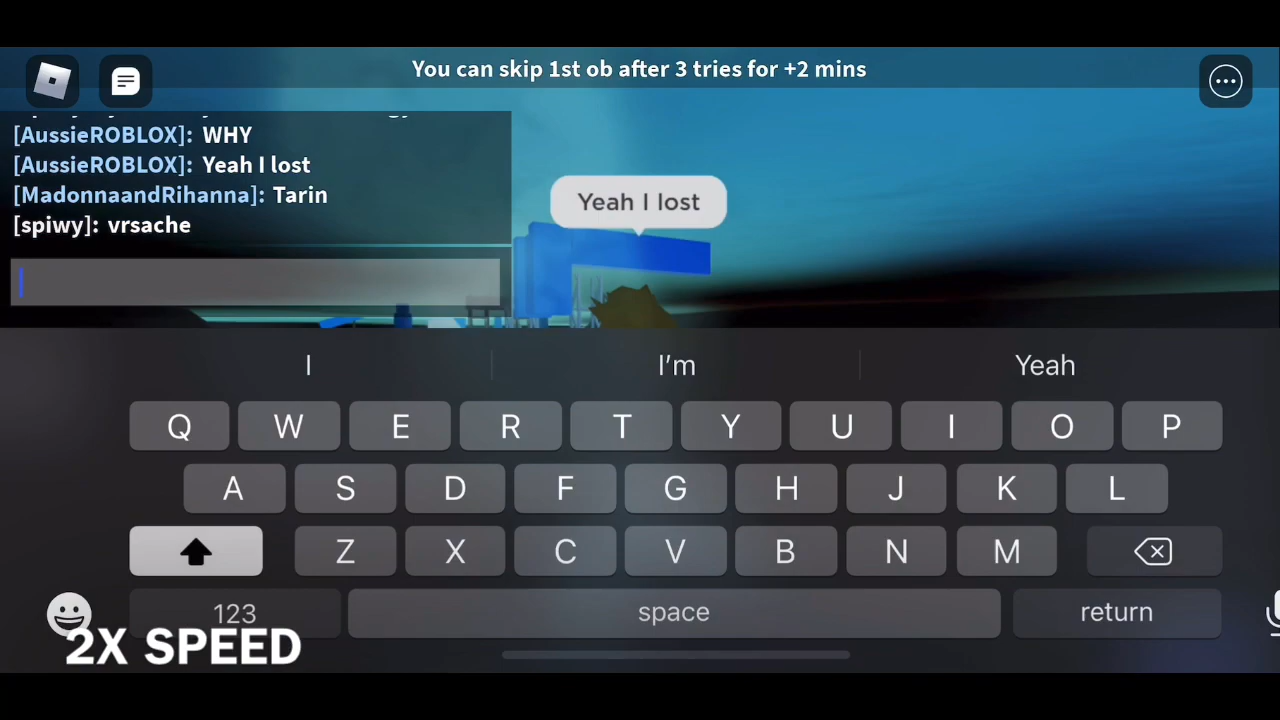 You can skip 1st ob after 3 tries for +2 mins
[AussieROBLOX]: WHY
[AussieROBLOX]: Yeah I lost
[MadonnaandRihanna]: Tarin
[spiwy]: vrsache
Yeah I lost
I I’m Yeah
Q W E R T Y U I O P
A S D F G H J K L
Z X C V B N M
123 space return
2X SPEED